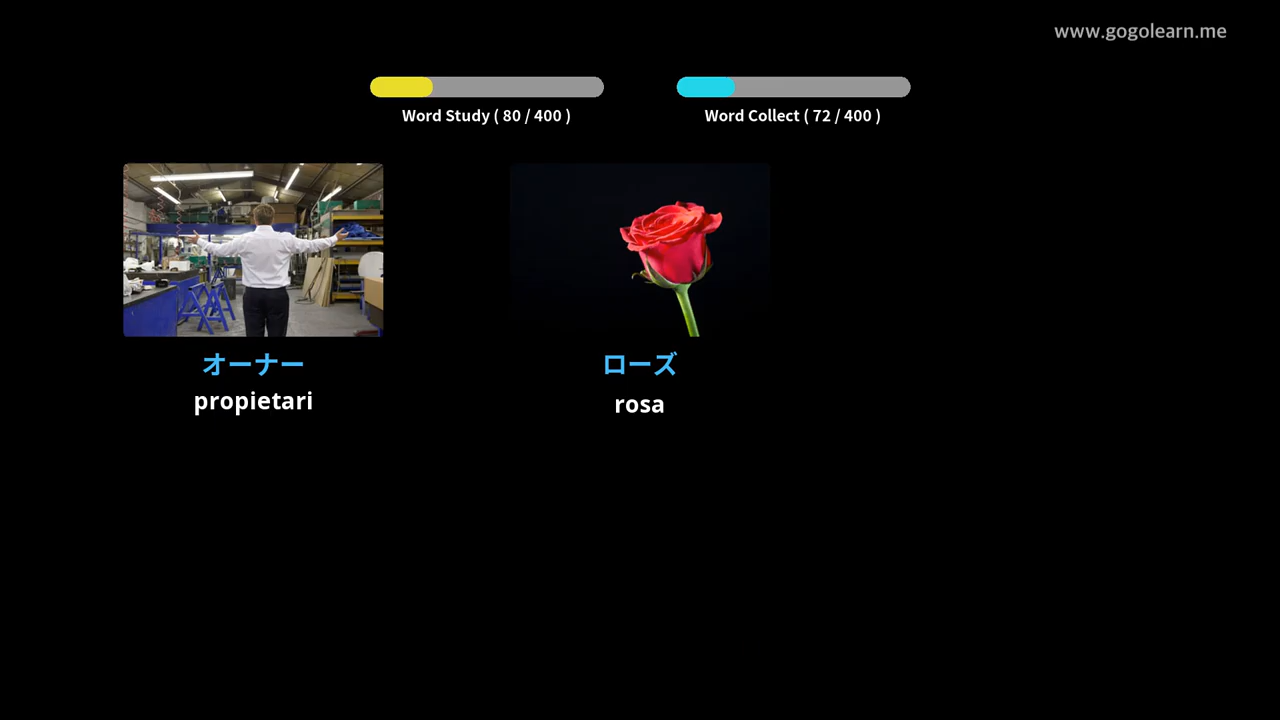 www.gogolearn.me
Word Study ( 80 / 400 )
Word Collect ( 72 / 400 )
オーナー
propietari
ローズ
rosa